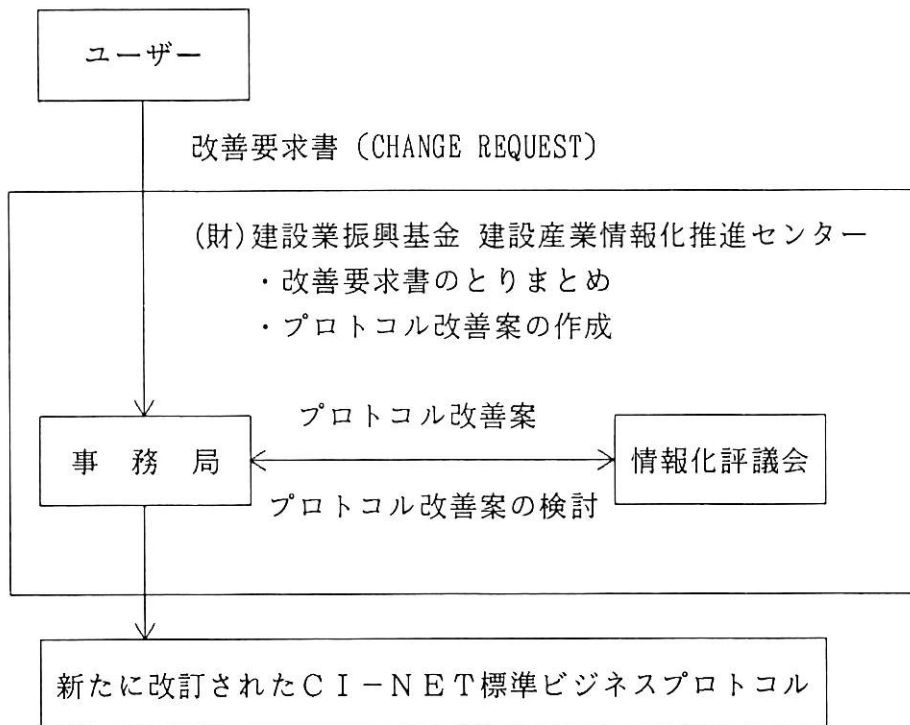 ユーザー
改善要求書(CHANGE REQUEST)
(財)建設業振興基金 建設産業情報化推進センター
・改善要求書のとりまとめ
・プロトコル改善案の作成
プロトコル改善案
事 務 局
情報化評議会
プロトコル改善案の検討
新たに改訂されたCI-NET標準ビジネスプロトコル